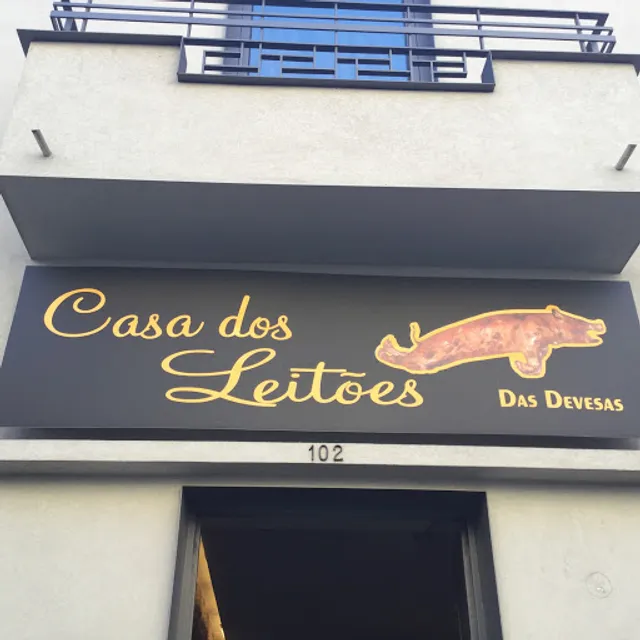 Casa dos
Leitões
Das Devesas
102